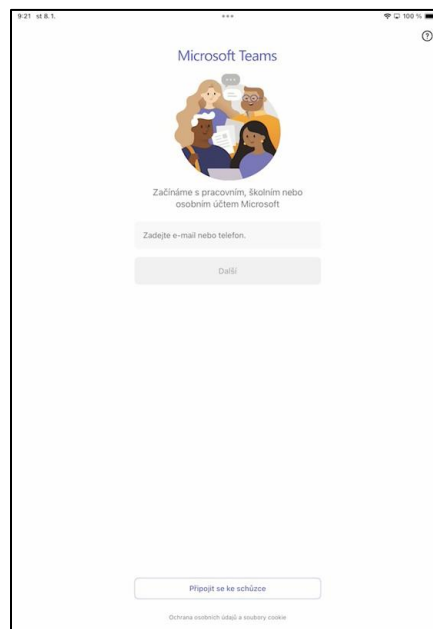 9:21 st 8.1.
100 %
Microsoft Teams
Začínáme s pracovním, školním nebo
osobním účtem Microsoft
Zadejte e-mail nebo telefon.
Další
Připojit se ke schůzce
Ochrana osobních údajů a soubory cookie